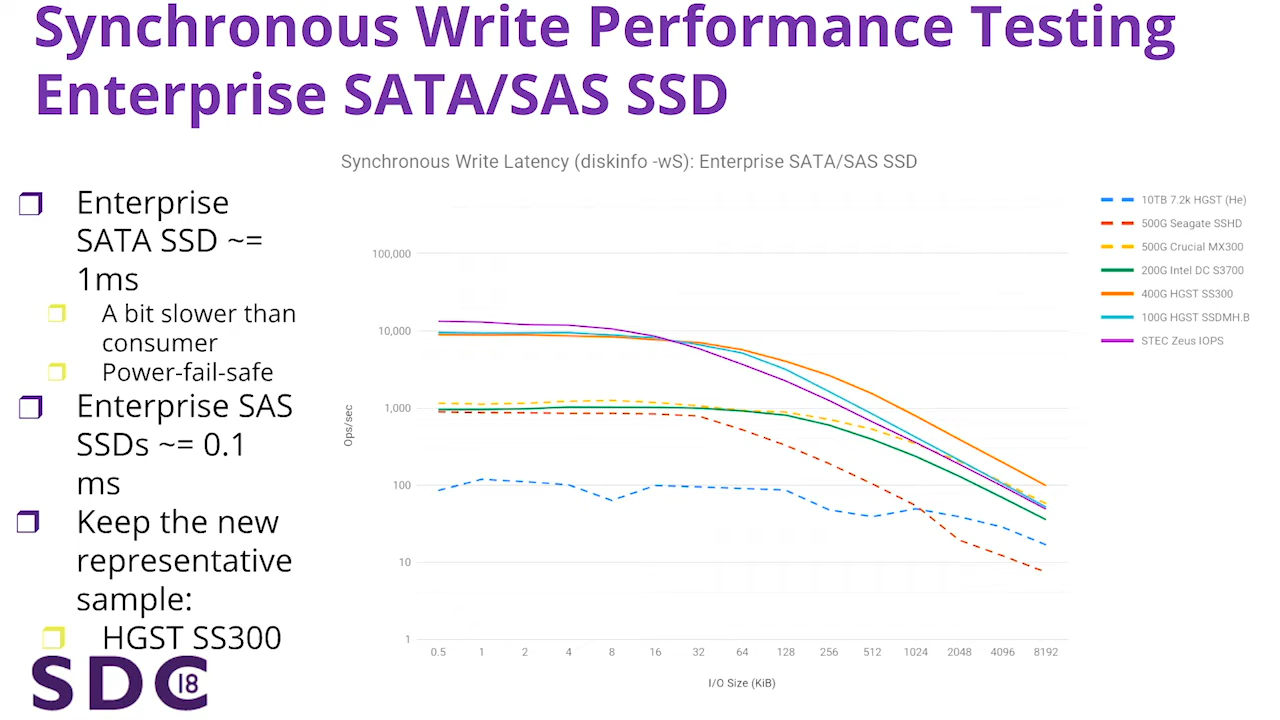 Synchronous Write Performance Testing
Enterprise SATA/SAS SSD
Synchronous Write Latency (diskinfo -wS): Enterprise SATA/SAS SSD
Enterprise
SATA SSD ~=
1ms
A bit slower than
consumer
Power-fail-safe
Enterprise SAS
SSDs ~= 0.1
ms
Keep the new
representative
sample:
HGST SS300
SDC 18
Ops/sec
100,000
10,000
1,000
100
10
1
0.5 1 2 4 8 16 32 64 128 256 512 1024 2048 4096 8192
I/O Size (KiB)
10TB 7.2k HGST (He)
500G Seagate SSHD
500G Crucial MX300
200G Intel DC S3700
400G HGST SS300
100G HGST SSDMH.B
STEC Zeus IOPS